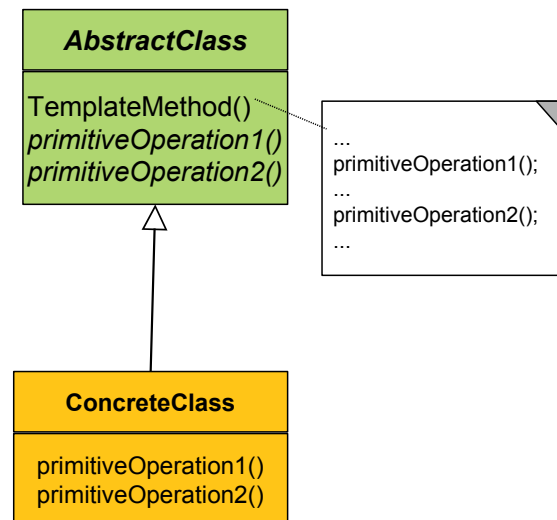 AbstractClass
TemplateMethod()
primitiveOperation1()
primitiveOperation2()
...
primitiveOperation1();
...
primitiveOperation2();
...
ConcreteClass
primitiveOperation1()
primitiveOperation2()